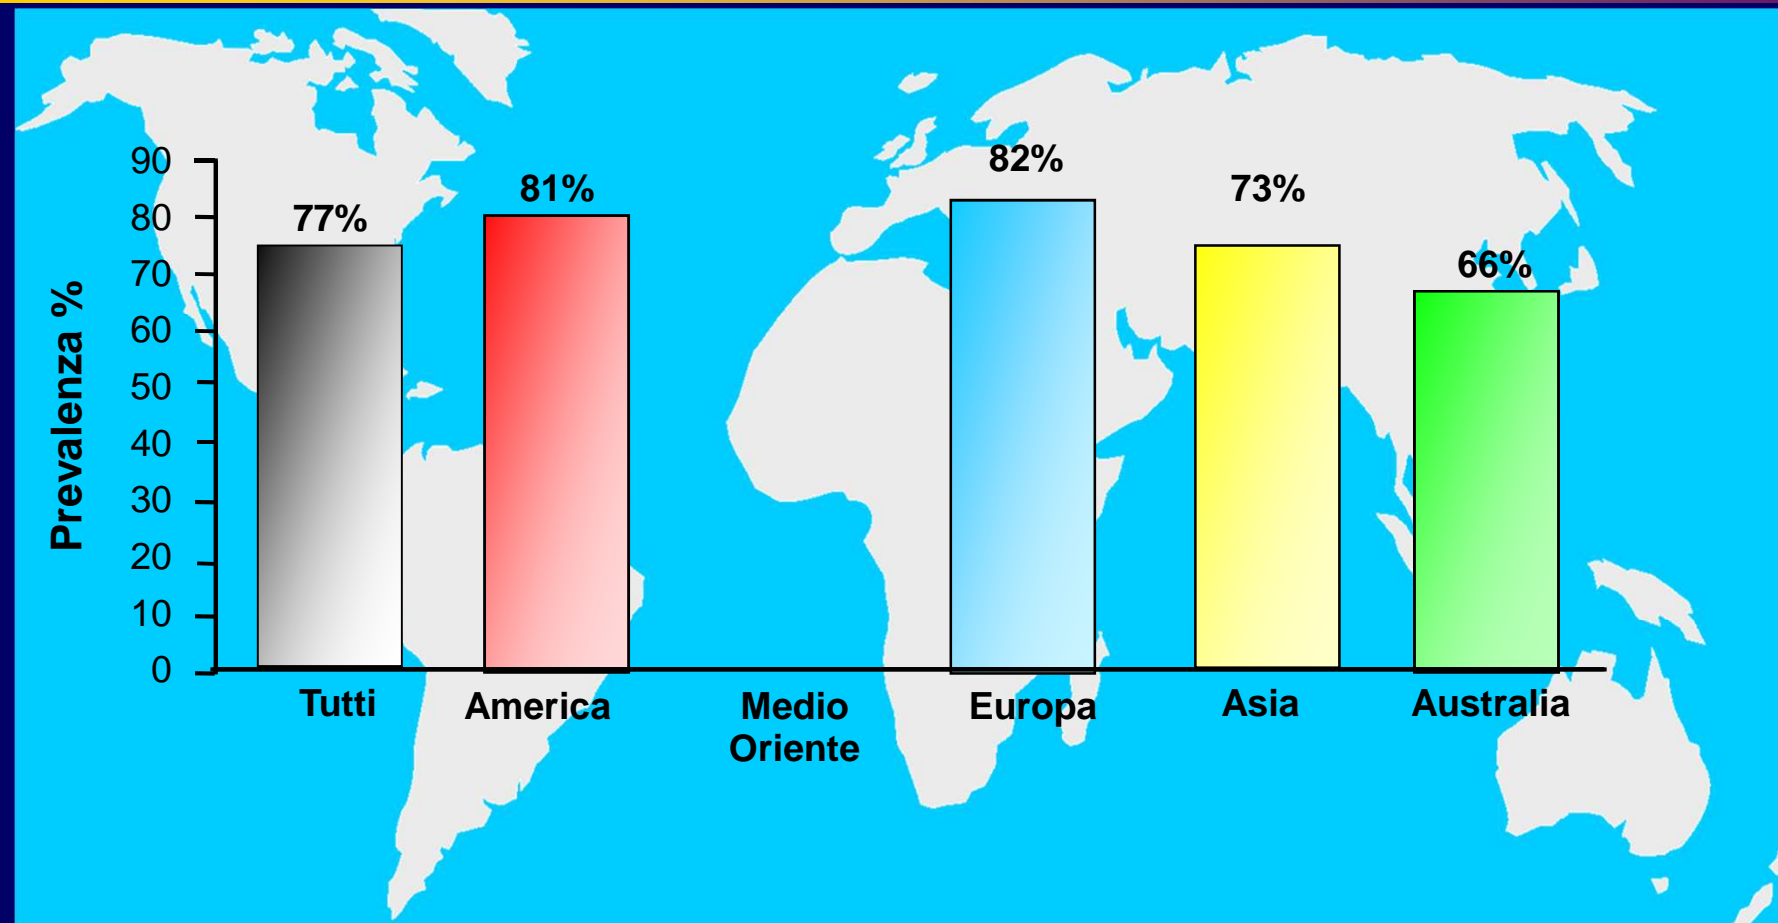 Prevalenza %
90
80
70
60
50
40
30
20
10
0
77%
81%
82%
73%
66%
Tutti
America
Medio
Oriente
Europa
Asia
Australia